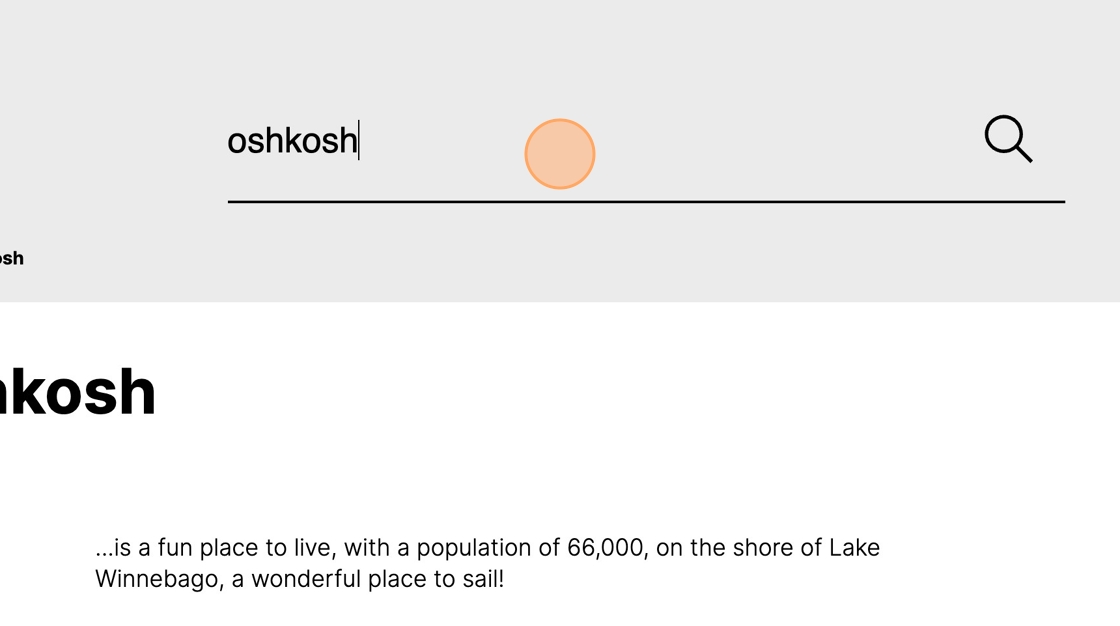 oshkosh
osh
hkosh
...is a fun place to live, with a population of 66,000, on the shore of Lake
Winnebago, a wonderful place to sail!